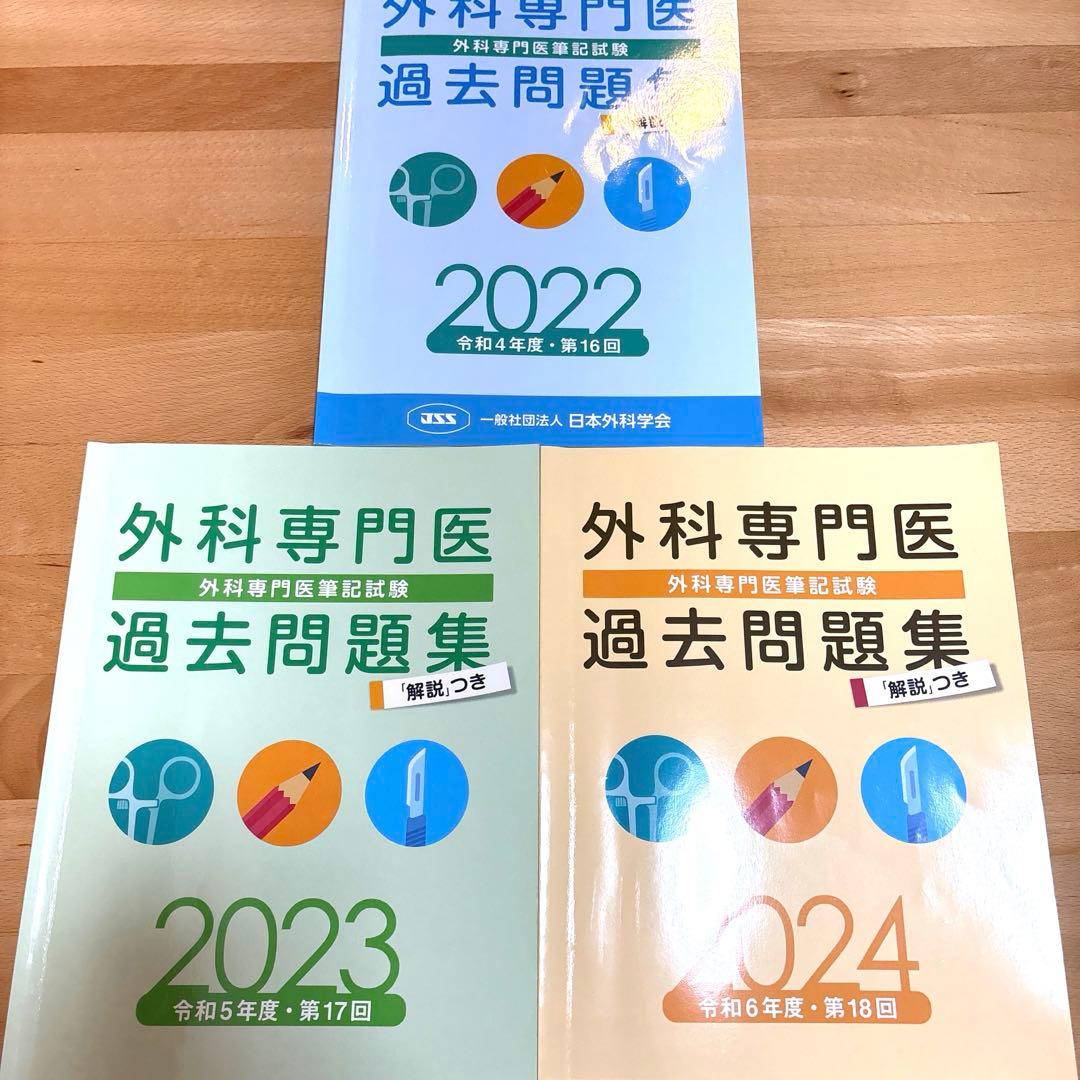 外科専門医
外科専門医筆記試験
過去問題集
2022
令和4年度・第16回
JSS 一般社団法人 日本外科学会
外科専門医
外科専門医筆記試験
過去問題集
「解説」つき
2023
令和5年度・第17回
外科専門医
外科専門医筆記試験
過去問題集
「解説」つき
2024
令和6年度・第18回